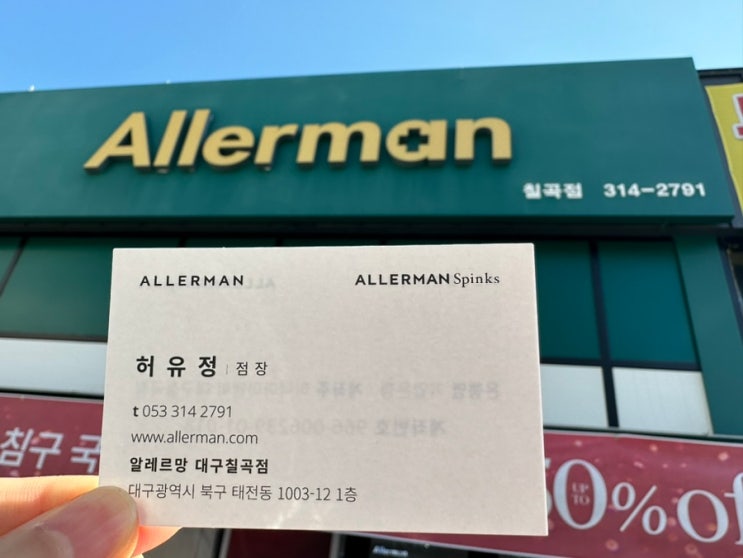 Allerman
칠곡점 314-2791
ALLERMAN ALLERMAN Spinks
허유정 | 점장
t 053 314 2791
www.allerman.com
알레르망 대구칠곡점
대구광역시 북구 태전동 1003-12 1층
침구
UP TO
50% Of